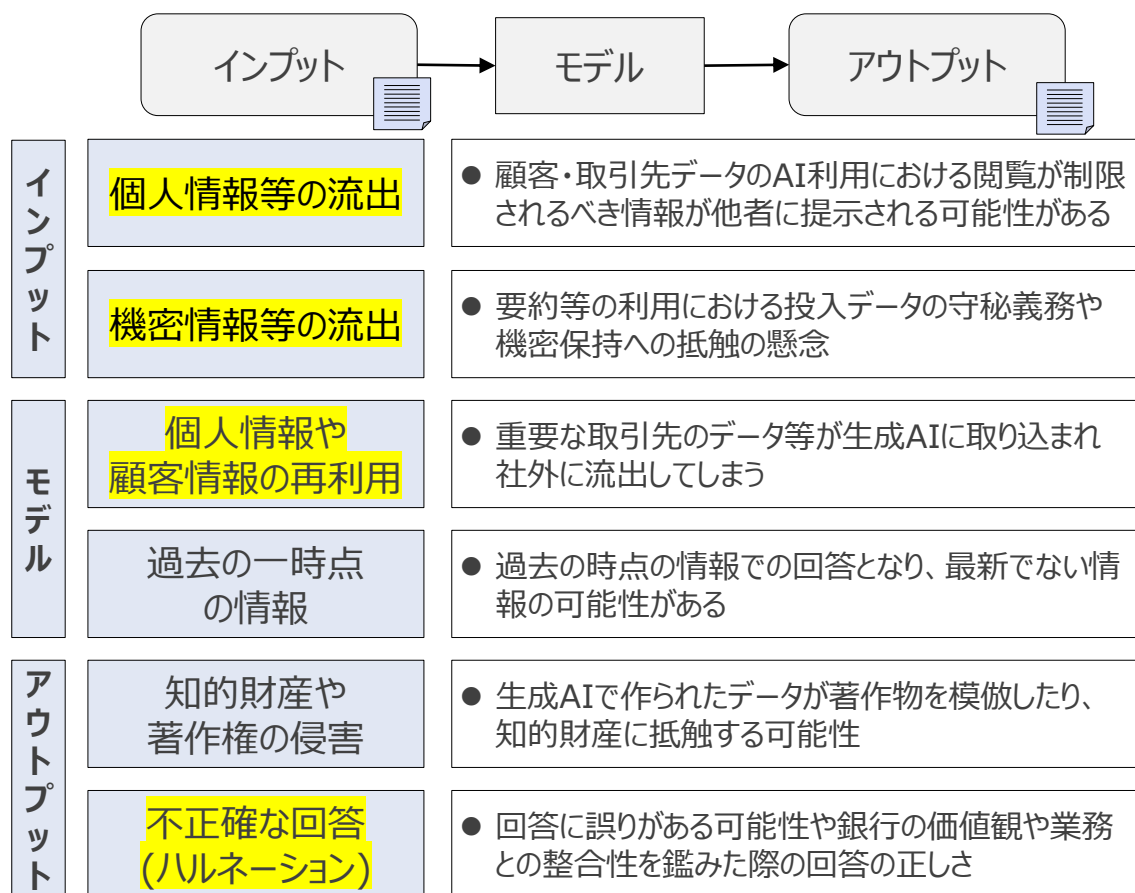 インプット
モデル
アウトプット
インプット
個人情報等の流出
● 顧客・取引先データのAI利用における閲覧が制限
されるべき情報が他者に提示される可能性がある
機密情報等の流出
● 要約等の利用における投入データの守秘義務や
機密保持への抵触の懸念
モデル
個人情報や
顧客情報の再利用
● 重要な取引先のデータ等が生成AIに取り込まれ
社外に流出してしまう
過去の一時点
の情報
● 過去の時点の情報での回答となり、最新でない情
報の可能性がある
アウトプット
知的財産や
著作権の侵害
● 生成AIで作られたデータが著作物を模倣したり、
知的財産に抵触する可能性
不正確な回答
(ハルネーション)
● 回答に誤りがある可能性や銀行の価値観や業務
との整合性を鑑みた際の回答の正しさ